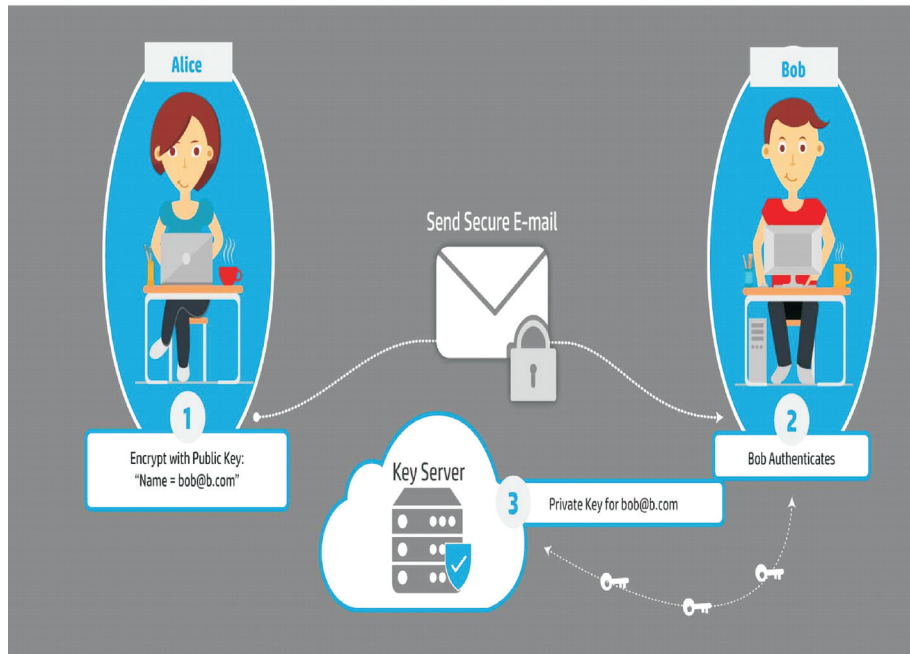 Alice
Bob
Send Secure E-mail
1
Encrypt with Public Key:
“Name = bob@b.com”
2
Bob Authenticates
Key Server
3
Private Key for bob@b.com